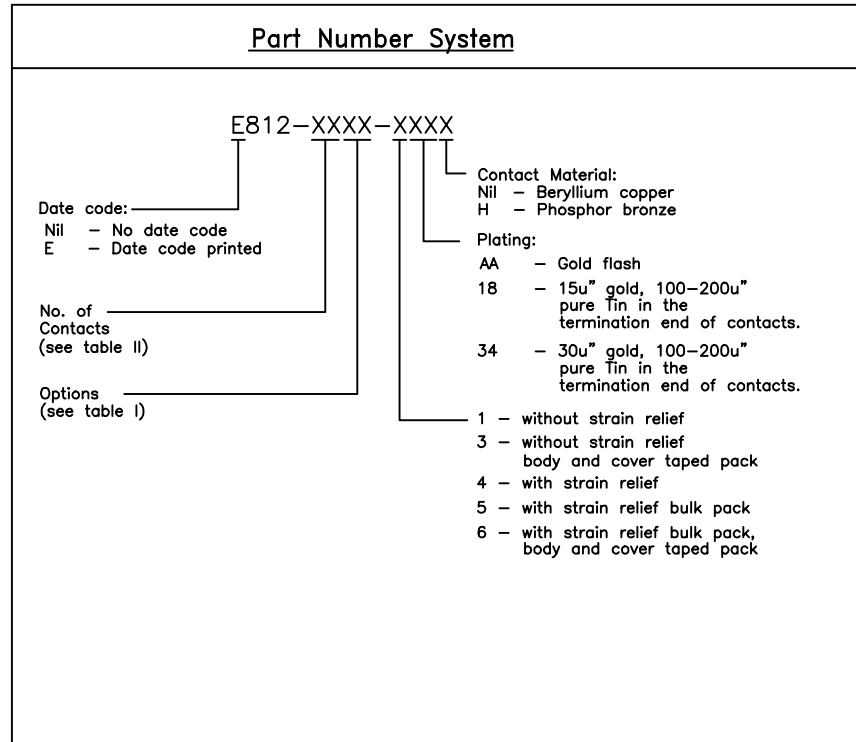 Part Number System
E812-XXXX-XXXX
Date code:
Nil - No date code
E - Date code printed
No. of
Contacts
(see table II)
Options
(see table I)
Contact Material:
Nil - Beryllium copper
H - Phosphor bronze
Plating:
AA - Gold flash
18 - 15u" gold, 100-200u"
pure Tin in the
termination end of contacts.
34 - 30u" gold, 100-200u"
pure Tin in the
termination end of contacts.
1 - without strain relief
3 - without strain relief
body and cover taped pack
4 - with strain relief
5 - with strain relief bulk pack
6 - with strain relief bulk pack,
body and cover taped pack